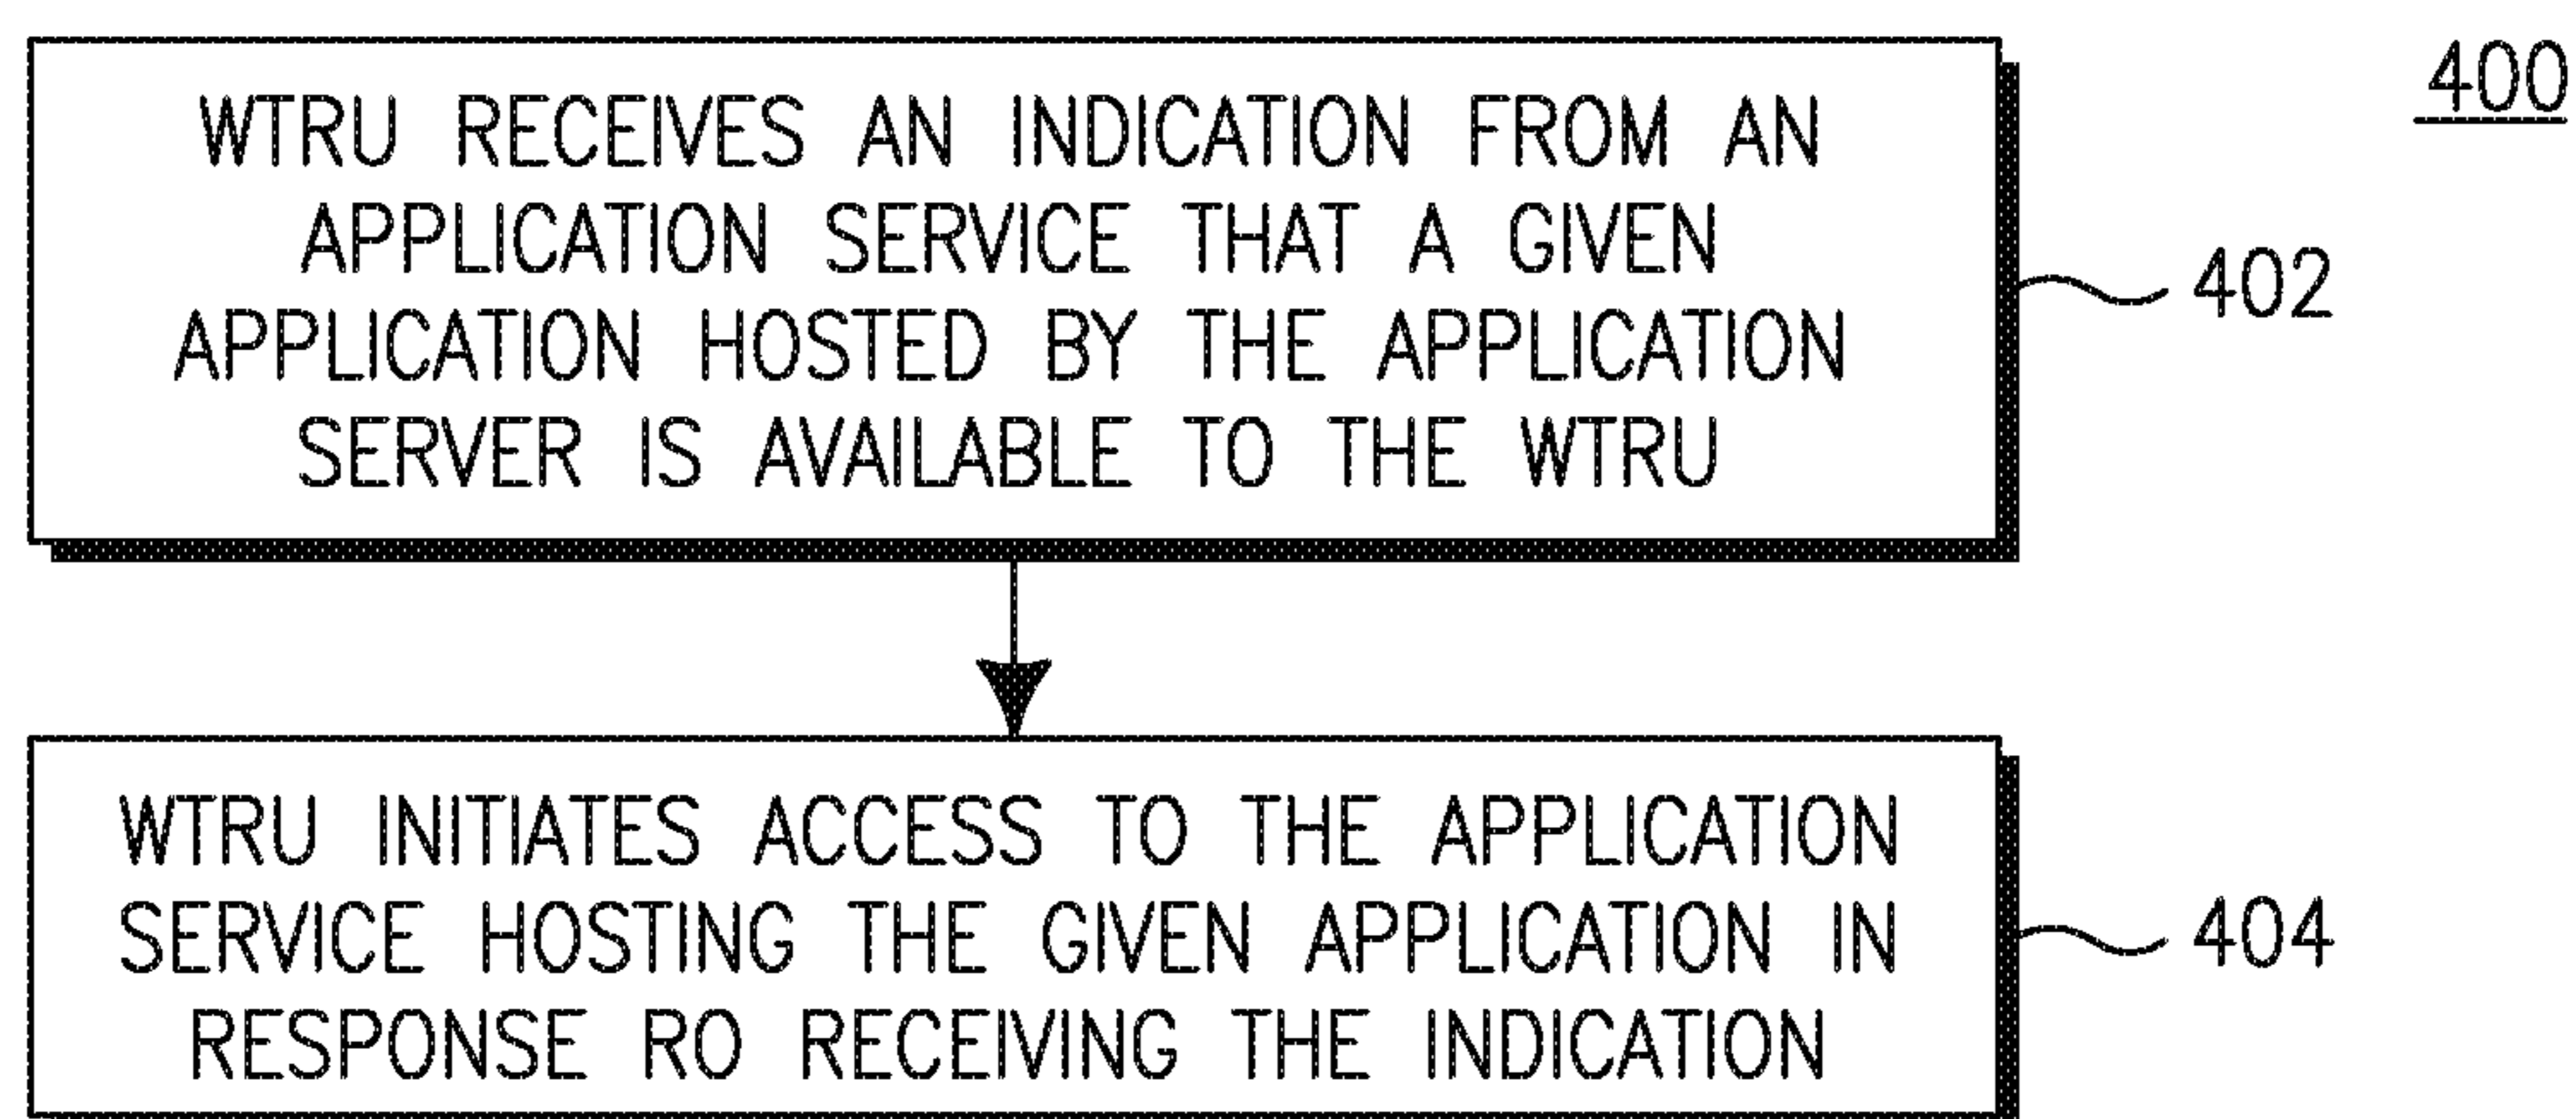 400
WTRU RECEIVES AN INDICATION FROM AN
APPLICATION SERVICE THAT A GIVEN
APPLICATION HOSTED BY THE APPLICATION
SERVER IS AVAILABLE TO THE WTRU
402
WTRU INITIATES ACCESS TO THE APPLICATION
SERVICE HOSTING THE GIVEN APPLICATION IN
RESPONSE RO RECEIVING THE INDICATION
404